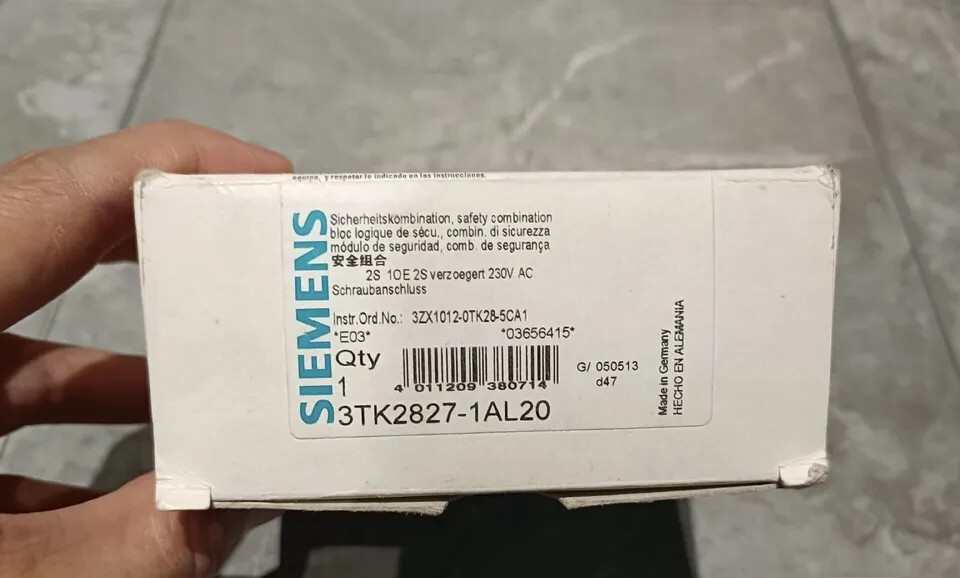 equipo, y respetar lo indicado en las instrucciones.
SIEMENS
Sicherheitskombination, safety combination
bloc logique de sécu., combin. di sicurezza
módulo de seguridad, comb. de segurança
安全组合
2S 1OE 2S verzoegert 230V AC
Schraubanschluss
Instr.Ord.No.: 3ZX1012-0TK28-5CA1
*E03* *03656415*
Qty
1
4 011209 380714
G/ 050513
d47
3TK2827-1AL20
Made in Germany
HECHO EN ALEMANIA